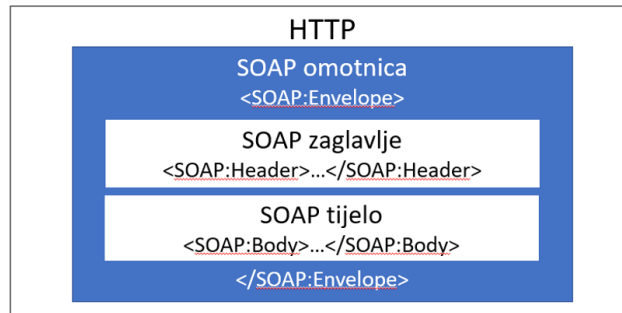 HTTP
SOAP omotnica
<SOAP:Envelope>
SOAP zaglavlje
<SOAP:Header>...</SOAP:Header>
SOAP tijelo
<SOAP:Body>...</SOAP:Body>
</SOAP:Envelope>